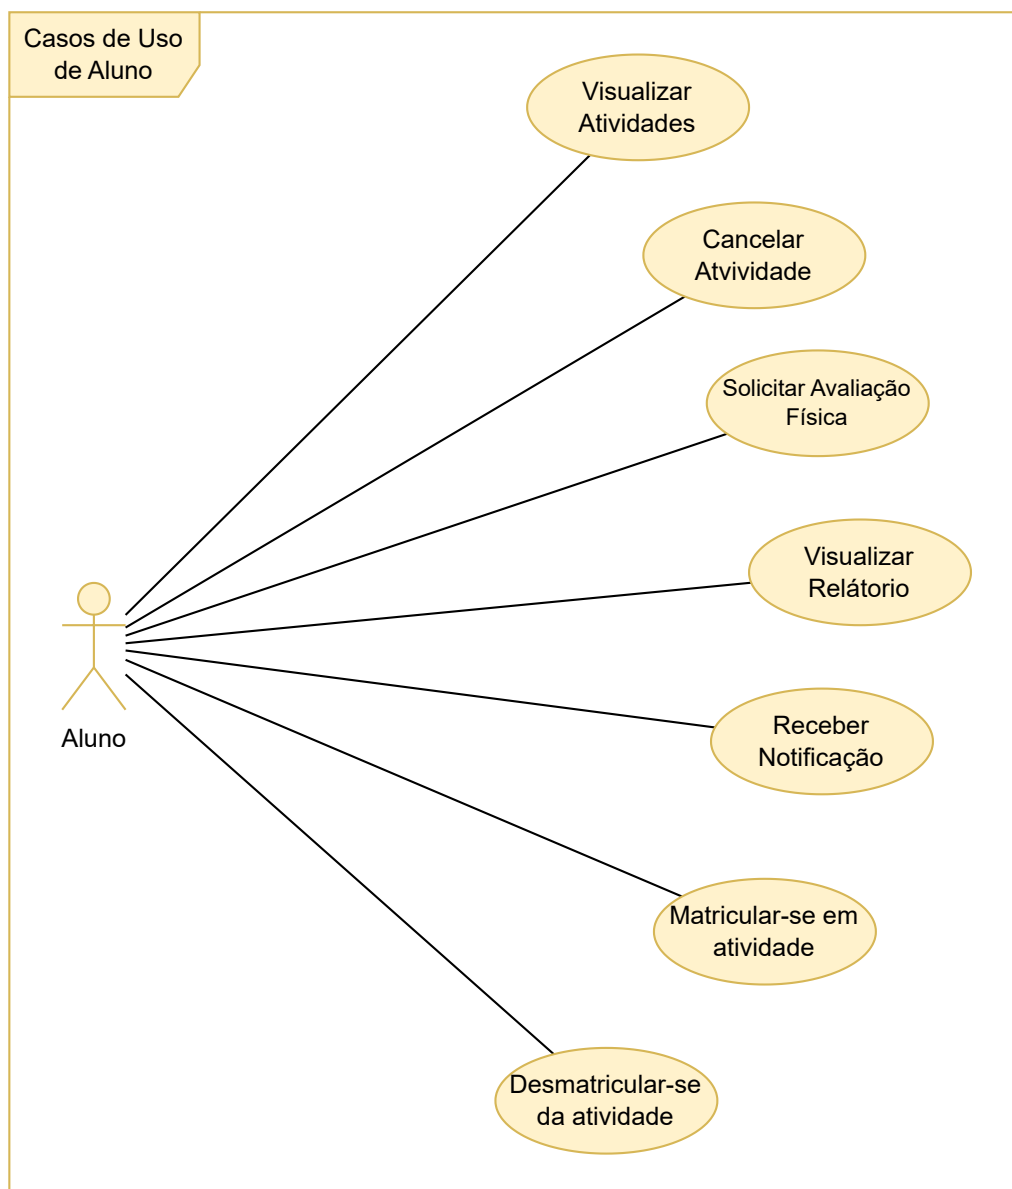 Casos de Uso
de Aluno
Visualizar
Atividades
Cancelar
Atvividade
Solicitar Avaliação
Física
Visualizar
Relátorio
Aluno
Receber
Notificação
Matricular-se em
atividade
Desmatricular-se
da atividade